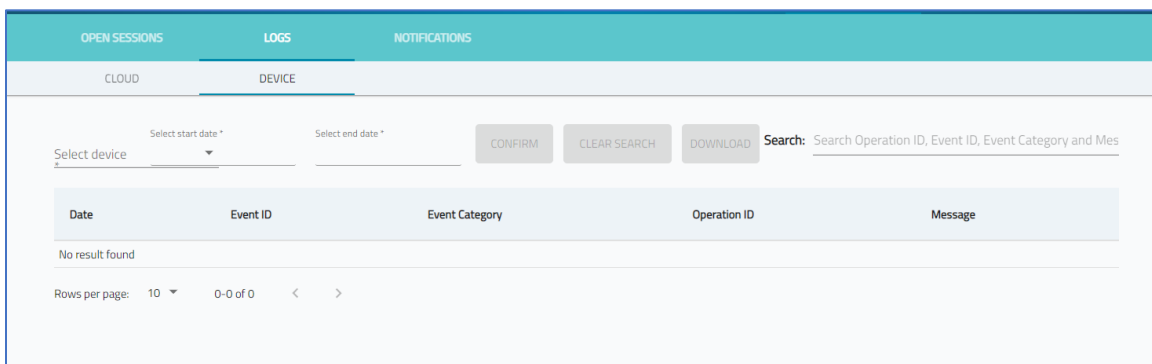 OPEN SESSIONS LOGS NOTIFICATIONS
CLOUD DEVICE
Select start date * Select end date *
Select device * CONFIRM CLEAR SEARCH DOWNLOAD Search: Search Operation ID, Event ID, Event Category and Mes
Date Event ID Event Category Operation ID Message
No result found
Rows per page: 10 0-0 of 0